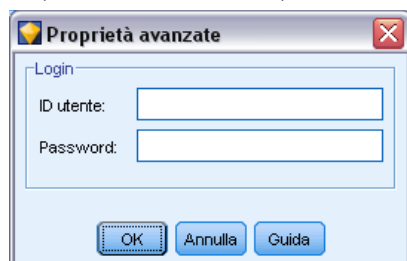 Proprietà avanzate
Login
ID utente:
Password:
OK Annulla Guida